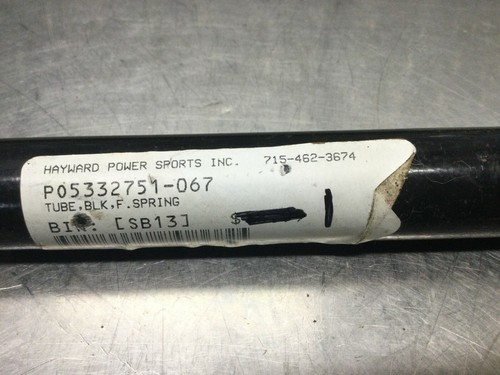 HAYWARD POWER SPORTS INC. 715-462-3674
P05332751-067
TUBE,BLK,F.SPRING
BIN: [SB13]